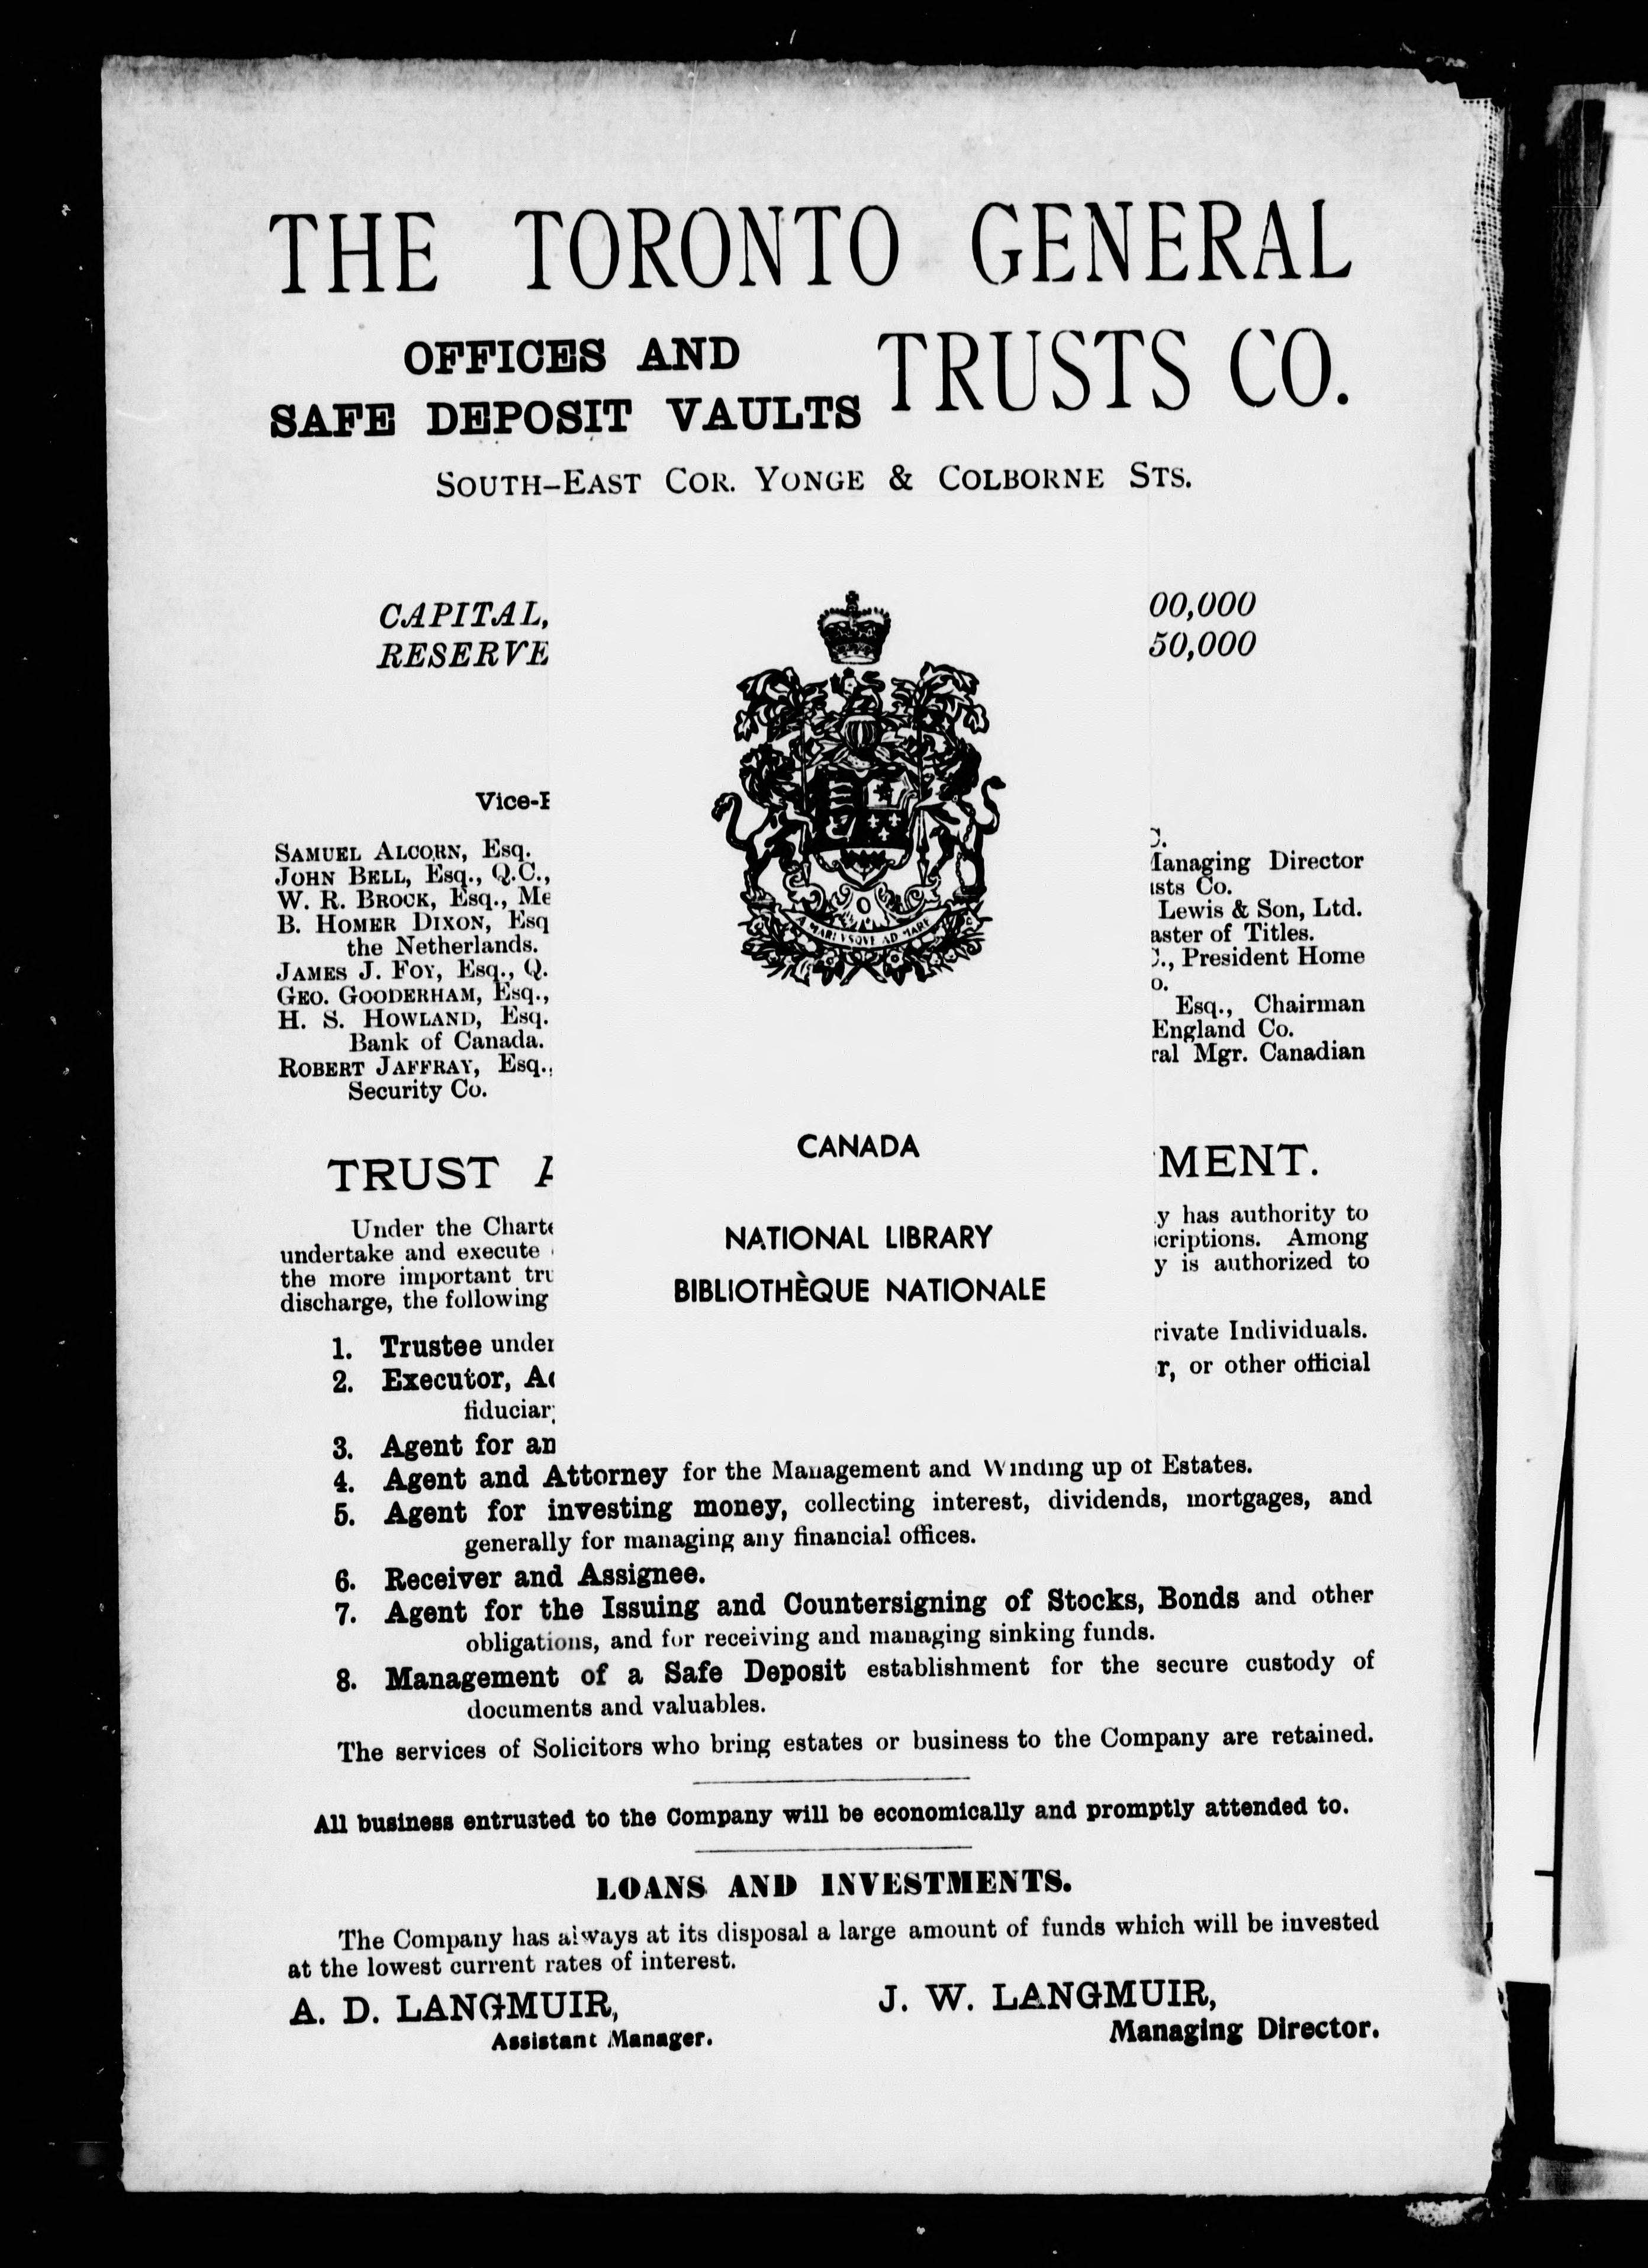 THE TORONTO GENERAL
OFFICES AND
SAFE DEPOSIT VAULTS
TRUSTS CO.
SOUTH-EAST COR. YONGE & COLBORNE STS.
CAPITAL, 00,000
RESERVE 50,000
SAMUEL ALCORN, Esq.
JOHN BELL, Esq., Q.C.,
W. R. BROCK, Esq.,
B. HOMER DIXON, Esq
the Netherlands.
JAMES J. FOY, Esq., Q.
GEO. GOODERHAM, Esq.,
H. S. HOWLAND, Esq.
Bank of Canada.
ROBERT JAFFRAY, Esq.,
Security Co.
Director
Co.
Lewis & Son, Ltd.
of Titles.
President Home
Esq., Chairman
England Co.
Mgr. Canadian
A MARI VSQVE AD MARE
CANADA
NATIONAL LIBRARY
BIBLIOTHÈQUE NATIONALE
TRUST MENT.
Under the has authority to
undertake and execute Among
the more important is authorized to
discharge, the following
1. Trustee under Individuals.
2. Executor, or other official
3. Agent for
4. Agent and Attorney for the Management and Winding up of Estates.
5. Agent for investing money, collecting interest, dividends, mortgages, and
generally for managing any financial offices.
6. Receiver and Assignee.
7. Agent for the Issuing and Countersigning of Stocks, Bonds and other
obligations, and for receiving and managing sinking funds.
8. Management of a Safe Deposit establishment for the secure custody of
documents and valuables.
The services of Solicitors who bring estates or business to the Company are retained.
All business entrusted to the Company will be economically and promptly attended to.
LOANS AND INVESTMENTS.
The Company has always at its disposal a large amount of funds which will be invested
at the lowest current rates of interest.
A. D. LANGMUIR,
Assistant Manager.
J. W. LANGMUIR,
Managing Director.